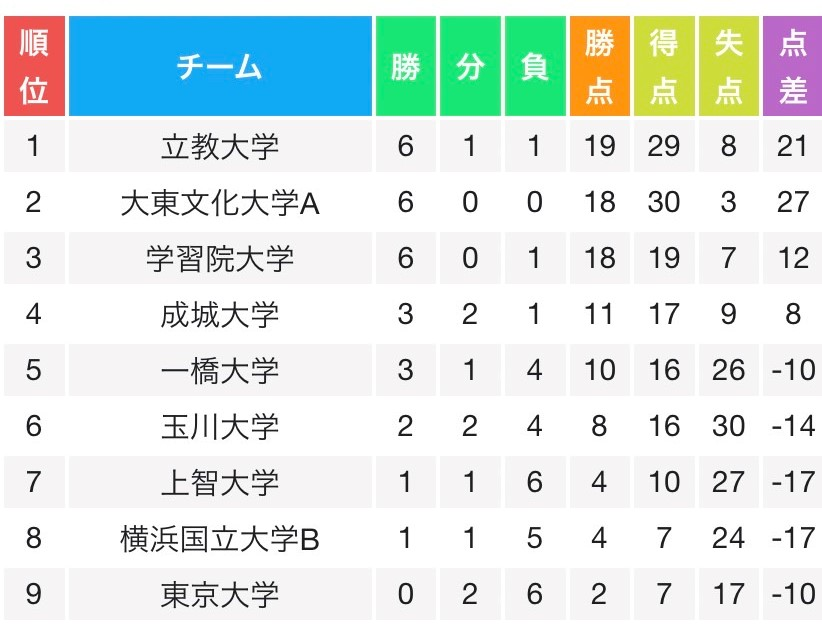 順位 チーム 勝 分 負 勝点 得点 失点 点差
1 立教大学 6 1 1 19 29 8 21
2 大東文化大学A 6 0 0 18 30 3 27
3 学習院大学 6 0 1 18 19 7 12
4 成城大学 3 2 1 11 17 9 8
5 一橋大学 3 1 4 10 16 26 -10
6 玉川大学 2 2 4 8 16 30 -14
7 上智大学 1 1 6 4 10 27 -17
8 横浜国立大学B 1 1 5 4 7 24 -17
9 東京大学 0 2 6 2 7 17 -10